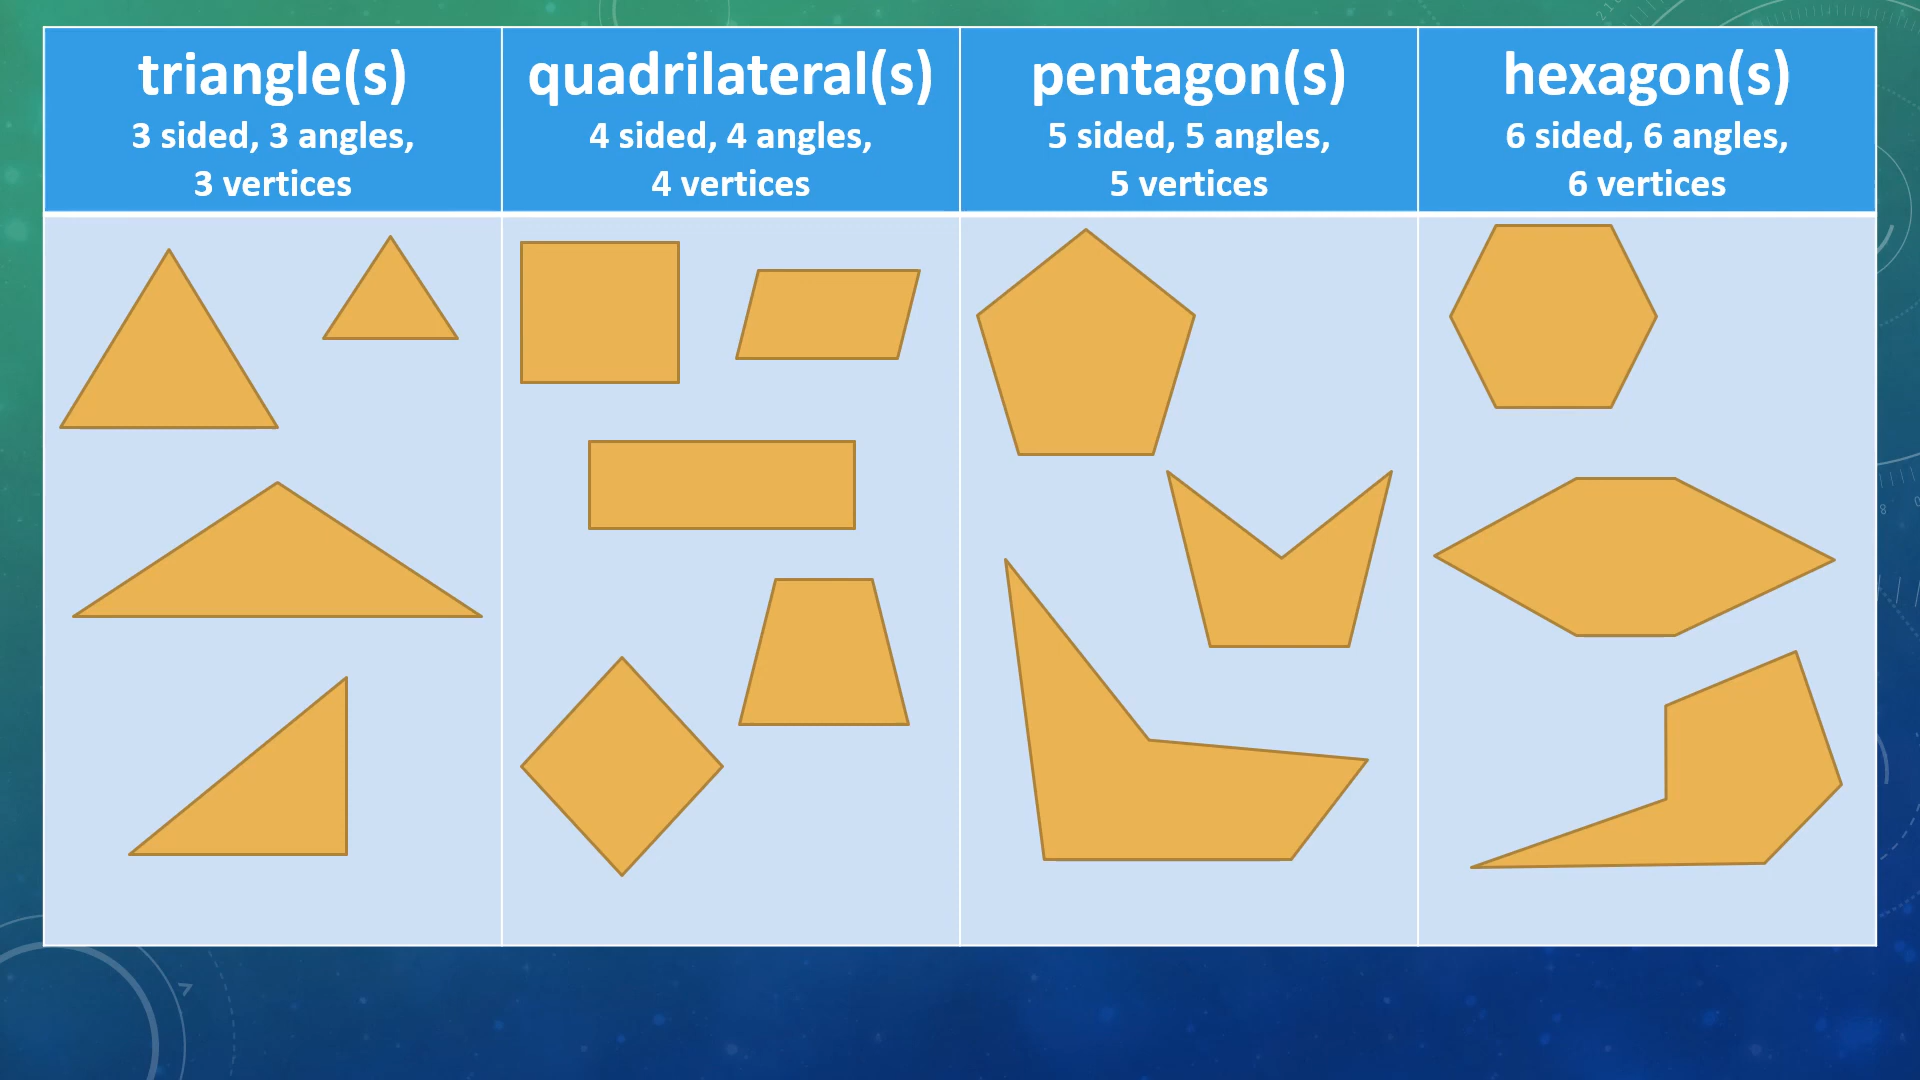 triangle(s)
3 sided, 3 angles,
3 vertices
quadrilateral(s)
4 sided, 4 angles,
4 vertices
pentagon(s)
5 sided, 5 angles,
5 vertices
hexagon(s)
6 sided, 6 angles,
6 vertices